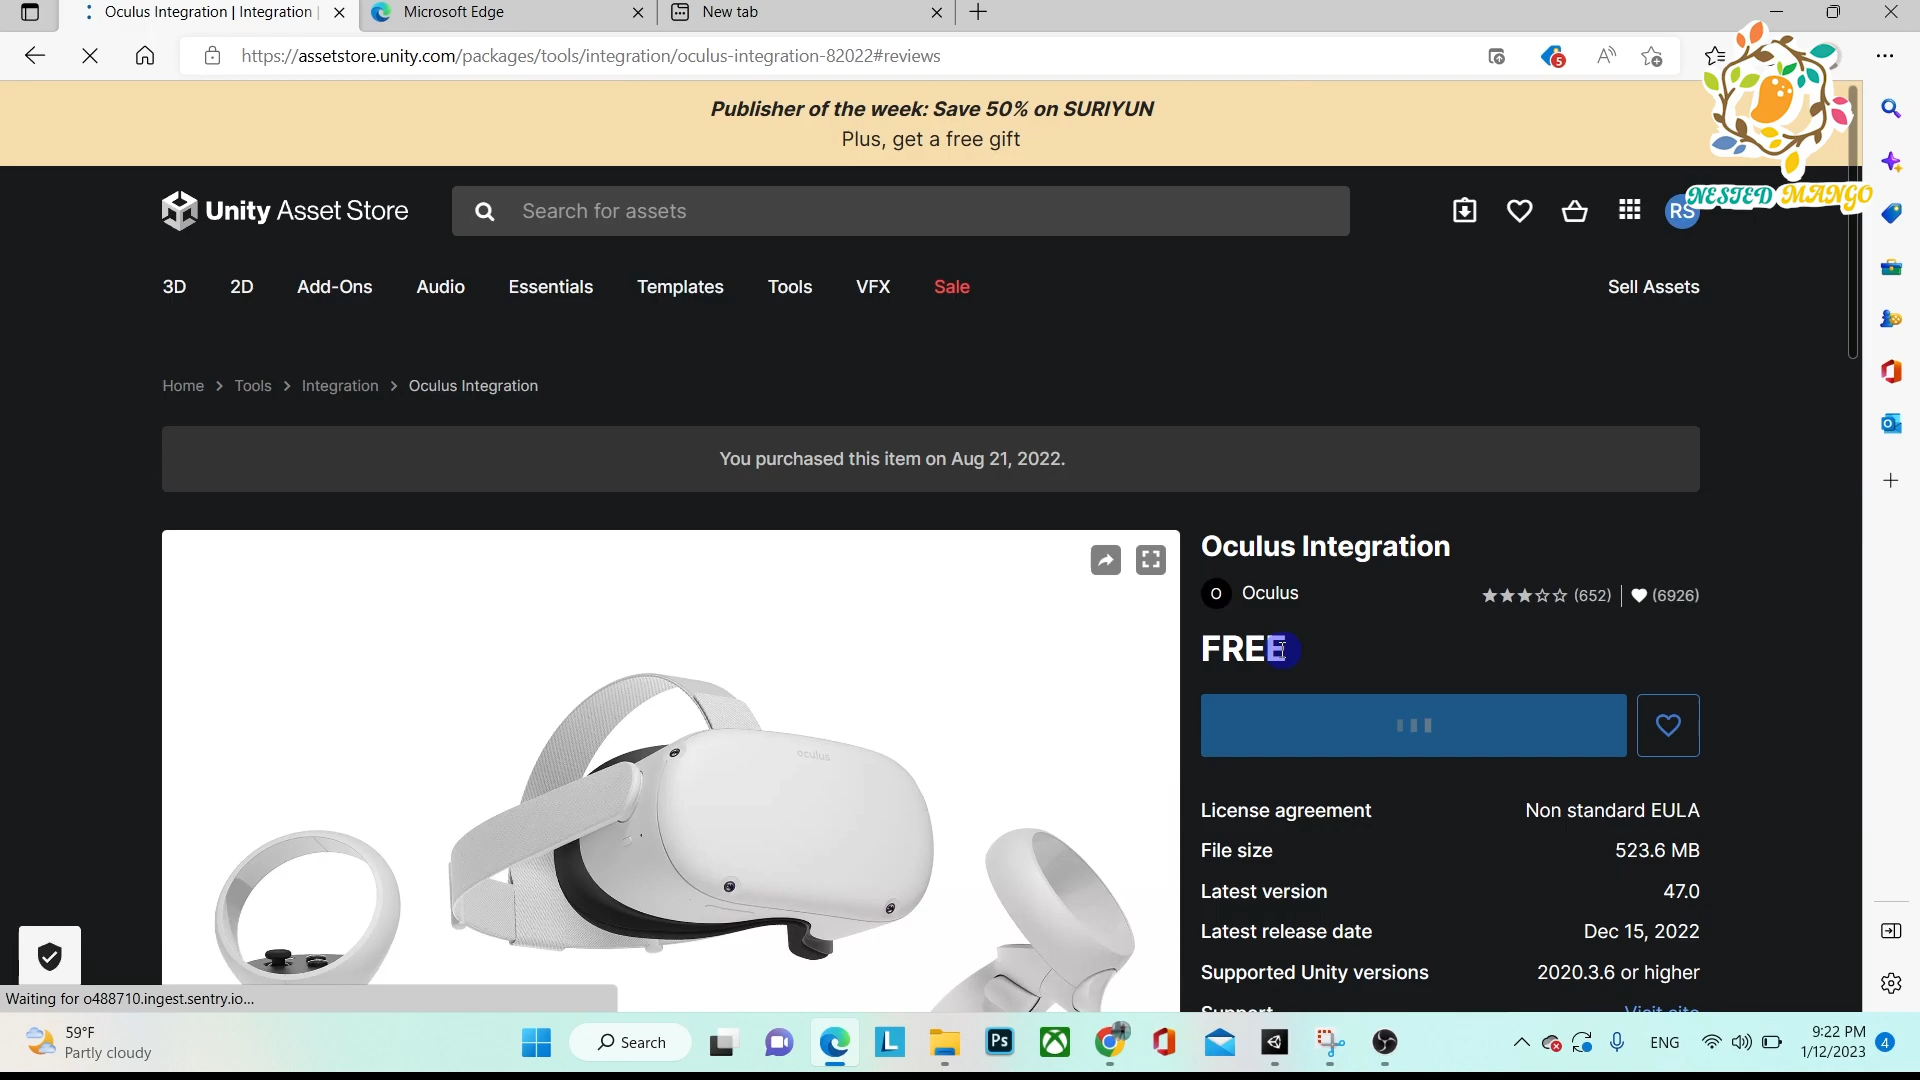 Oculus Integration | Integration
Microsoft Edge
New tab
https://assetstore.unity.com/packages/tools/integration/oculus-integration-82022#reviews
5
Publisher of the week: Save 50% on SURIYUN
Plus, get a free gift
NESTED MANGO
Unity Asset Store
Search for assets
RS
3D
2D
Add-Ons
Audio
Essentials
Templates
Tools
VFX
Sale
Sell Assets
Home > Tools > Integration > Oculus Integration
You purchased this item on Aug 21, 2022.
oculus
Oculus Integration
O
Oculus
(652)
(6926)
FREE
License agreement
Non standard EULA
File size
523.6 MB
Latest version
47.0
Latest release date
Dec 15, 2022
Supported Unity versions
2020.3.6 or higher
Support
Visit site
Waiting for o488710.ingest.sentry.io...
59°F
Partly cloudy
Search
L
Ps
ENG
9:22 PM
1/12/2023
4